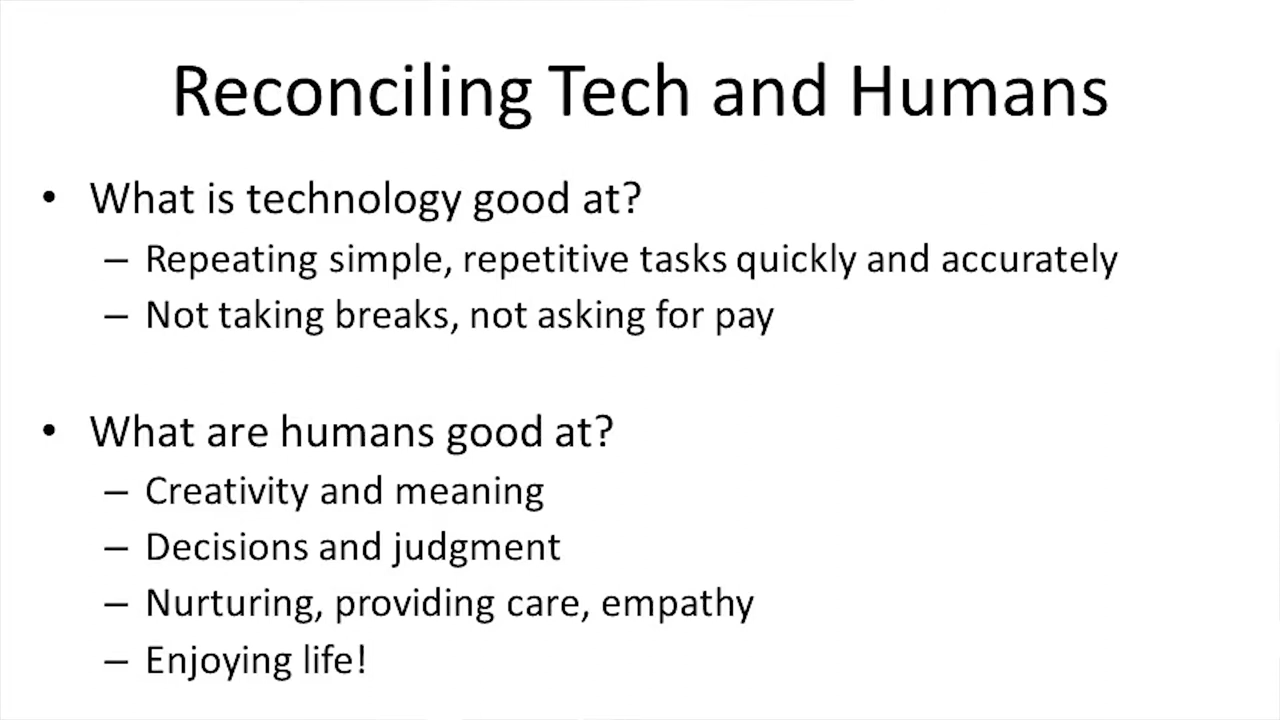 Reconciling Tech and Humans
• What is technology good at?
– Repeating simple, repetitive tasks quickly and accurately
– Not taking breaks, not asking for pay
• What are humans good at?
– Creativity and meaning
– Decisions and judgment
– Nurturing, providing care, empathy
– Enjoying life!